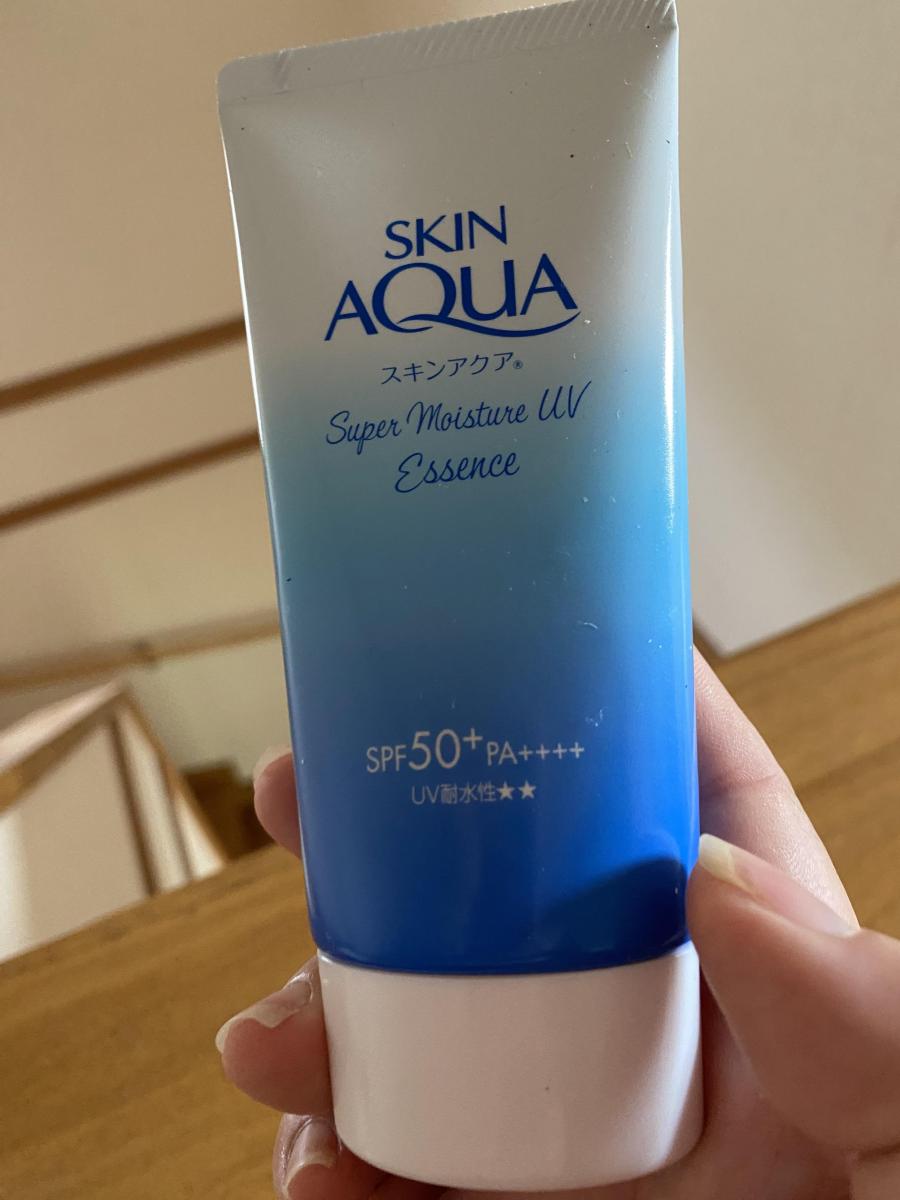 SKIN
AQUA
スキンアクア®
Super Moisture UV
Essence
SPF50+ PA++++
UV耐水性★★